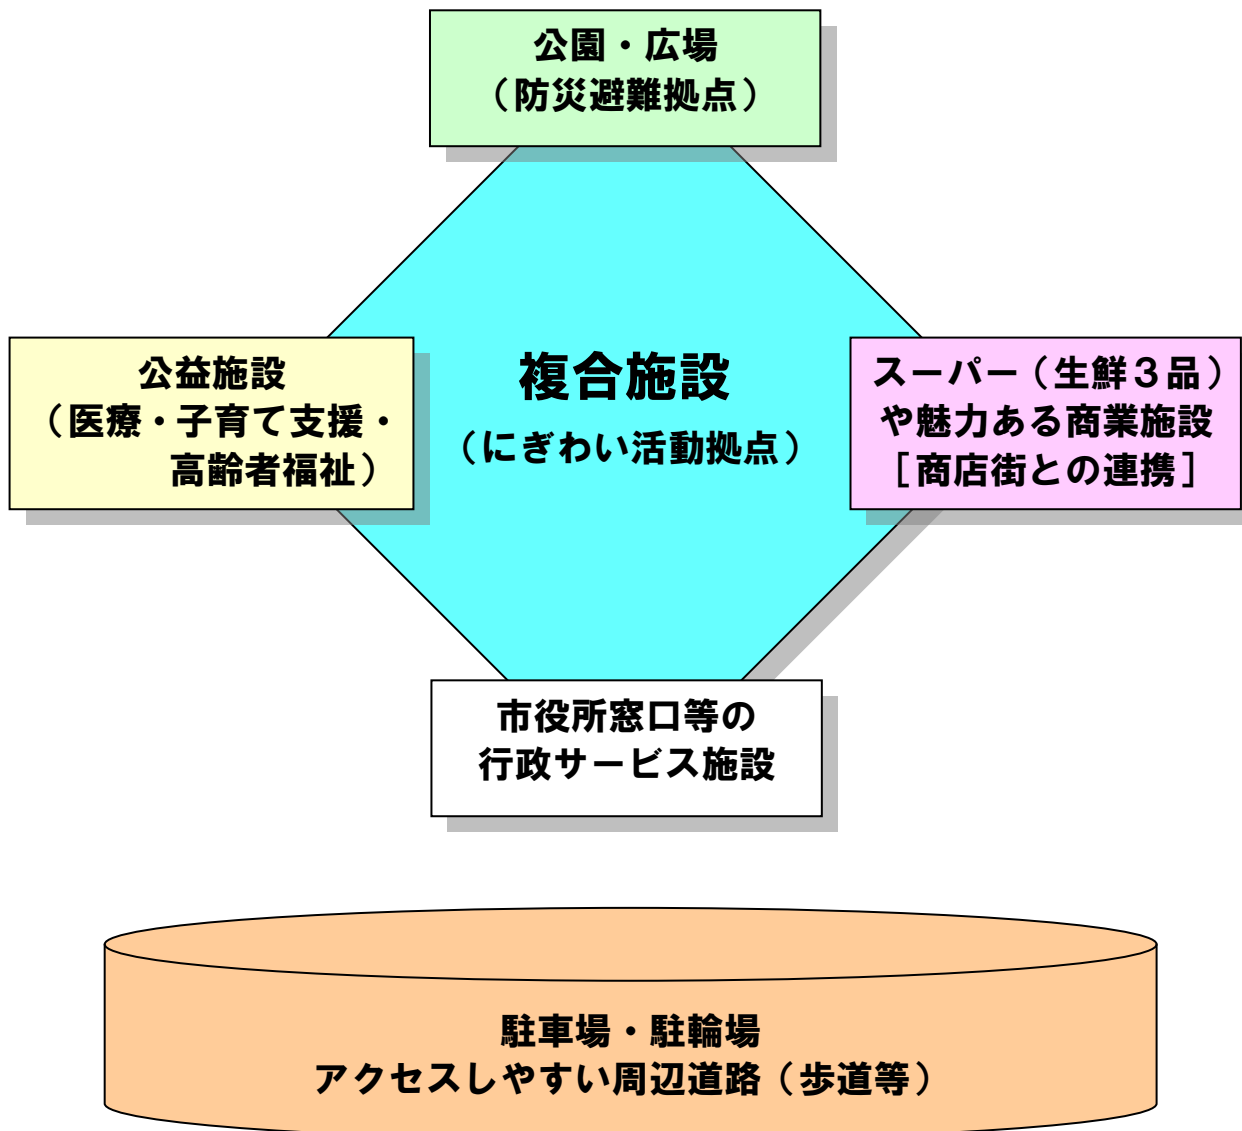 公園・広場
（防災避難拠点）
公益施設
（医療・子育て支援・
高齢者福祉）
複合施設
（にぎわい活動拠点）
スーパー（生鮮３品）
や魅力ある商業施設
［商店街との連携］
市役所窓口等の
行政サービス施設
駐車場・駐輪場
アクセスしやすい周辺道路（歩道等）